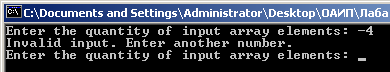 C:\Documents and Settings\Administrator\Desktop\ОАИП\Лаба
Enter the quantity of input array elements: -4
Invalid input. Enter another number.
Enter the quantity of input array elements: _